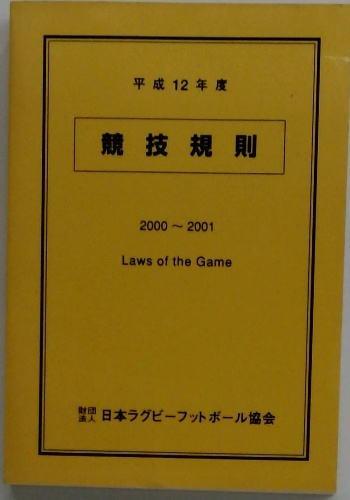 平成12年度
競技規則
2000～2001
Laws of the Game
財団法人 日本ラグビーフットボール協会